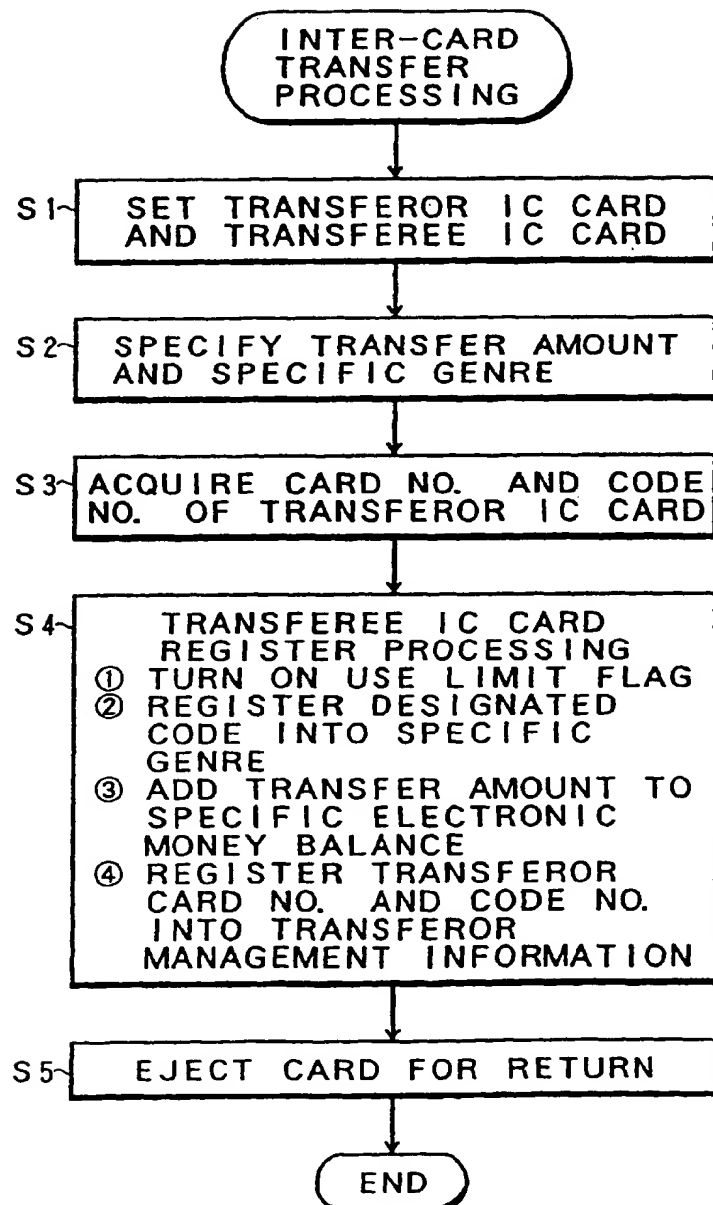 INTER-CARD
TRANSFER
PROCESSING
S1 SET TRANSFEROR IC CARD
AND TRANSFEREE IC CARD
S2 SPECIFY TRANSFER AMOUNT
AND SPECIFIC GENRE
S3 ACQUIRE CARD NO. AND CODE
NO. OF TRANSFEROR IC CARD
S4 TRANSFEREE IC CARD
REGISTER PROCESSING
① TURN ON USE LIMIT FLAG
② REGISTER DESIGNATED
CODE INTO SPECIFIC
GENRE
③ ADD TRANSFER AMOUNT TO
SPECIFIC ELECTRONIC
MONEY BALANCE
④ REGISTER TRANSFEROR
CARD NO. AND CODE NO.
INTO TRANSFEROR
MANAGEMENT INFORMATION
S5 EJECT CARD FOR RETURN
END